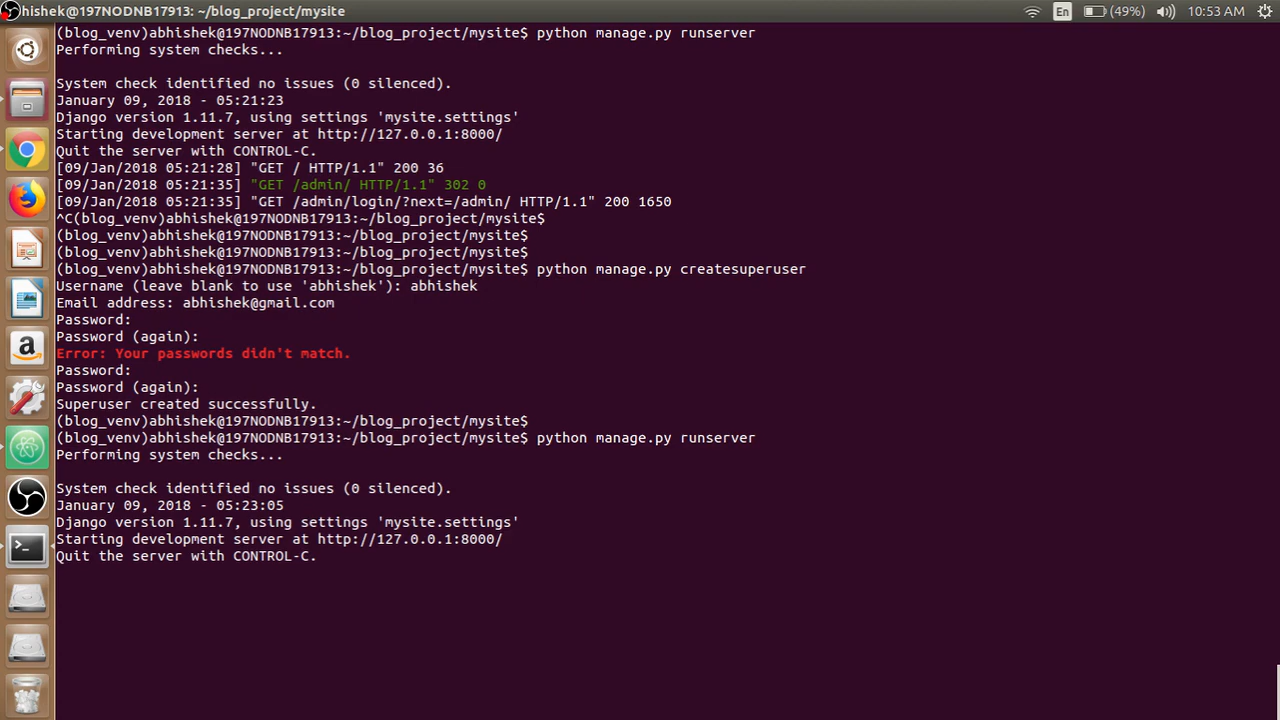 hishek@197NODNB17913: ~/blog_project/mysite
En
(49%)
10:53 AM
(blog_venv)abhishek@197NODNB17913:~/blog_project/mysite$ python manage.py runserver
Performing system checks...
System check identified no issues (0 silenced).
January 09, 2018 - 05:21:23
Django version 1.11.7, using settings 'mysite.settings'
Starting development server at http://127.0.0.1:8000/
Quit the server with CONTROL-C.
[09/Jan/2018 05:21:28] "GET / HTTP/1.1" 200 36
[09/Jan/2018 05:21:35] "GET /admin/ HTTP/1.1" 302 0
[09/Jan/2018 05:21:35] "GET /admin/login/?next=/admin/ HTTP/1.1" 200 1650
^C(blog_venv)abhishek@197NODNB17913:~/blog_project/mysite$
(blog_venv)abhishek@197NODNB17913:~/blog_project/mysite$
(blog_venv)abhishek@197NODNB17913:~/blog_project/mysite$
(blog_venv)abhishek@197NODNB17913:~/blog_project/mysite$ python manage.py createsuperuser
Username (leave blank to use 'abhishek'): abhishek
Email address: abhishek@gmail.com
Password:
Password (again):
Error: Your passwords didn't match.
Password:
Password (again):
Superuser created successfully.
(blog_venv)abhishek@197NODNB17913:~/blog_project/mysite$
(blog_venv)abhishek@197NODNB17913:~/blog_project/mysite$ python manage.py runserver
Performing system checks...
System check identified no issues (0 silenced).
January 09, 2018 - 05:23:05
Django version 1.11.7, using settings 'mysite.settings'
Starting development server at http://127.0.0.1:8000/
Quit the server with CONTROL-C.